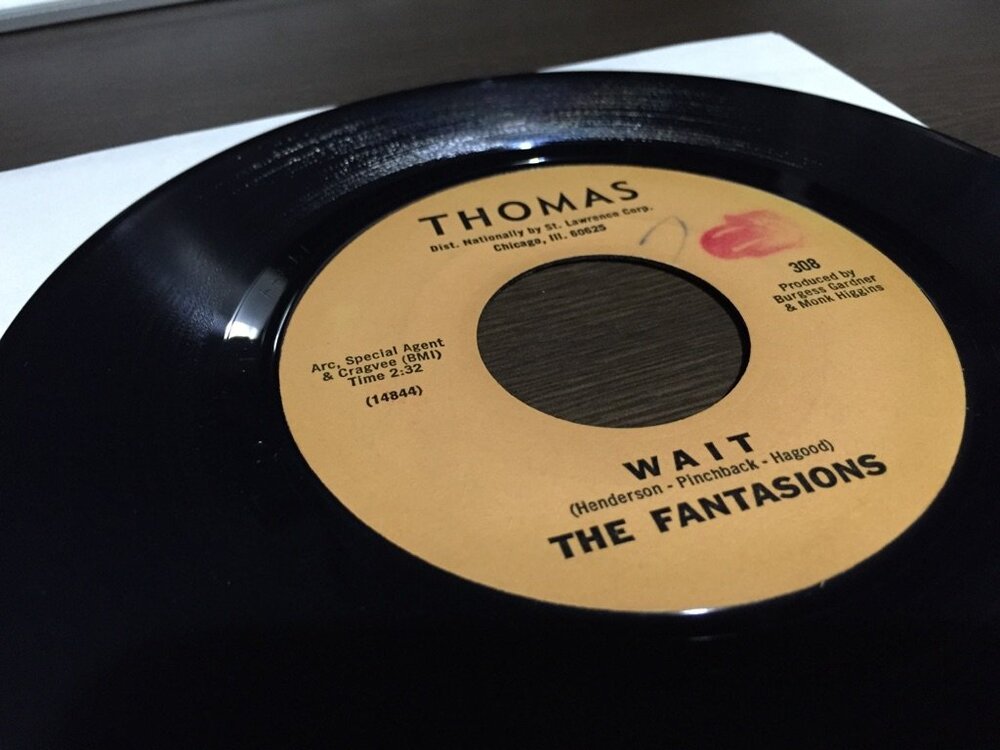 THOMAS
Dist. Nationally by St. Lawrence Corp.
Chicago, Ill. 60625
308
Produced by
Burgess Gardner
& Monk Higgins
Arc, Special Agent
& Cragvee (BMI)
Time 2:32
(14844)
WAIT
(Henderson - Pinchback - Hagood)
THE FANTASIONS